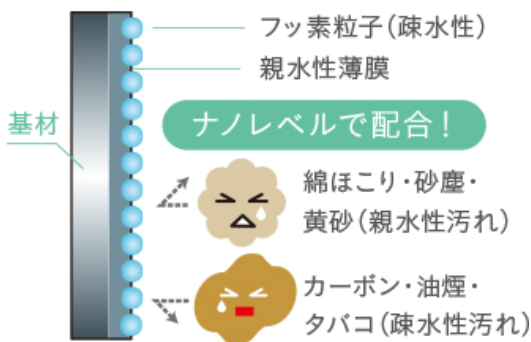 フッ素粒子(疎水性)
親水性薄膜
基材
ナノレベルで配合!
綿ほこり・砂塵・
黄砂(親水性汚れ)
カーボン・油煙・
タバコ(疎水性汚れ)